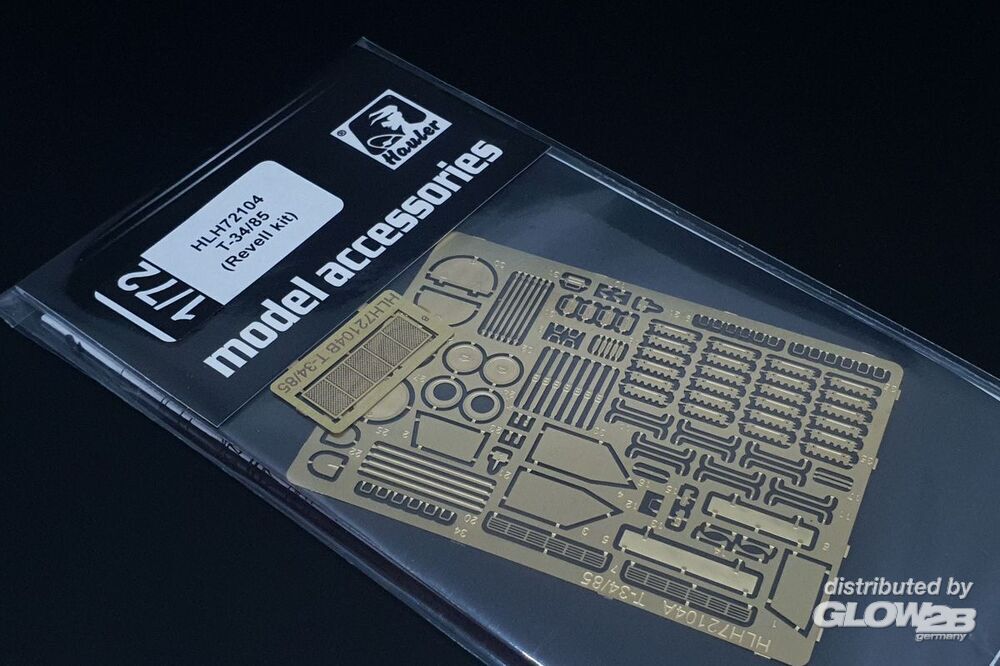 Hauler
®
HLH72104
T-34/85
(Revell kit)
1/72
model accessories
HLH72104B T-34/85
HLH72104A T-34/85
distributed by
GLOW2B
germany